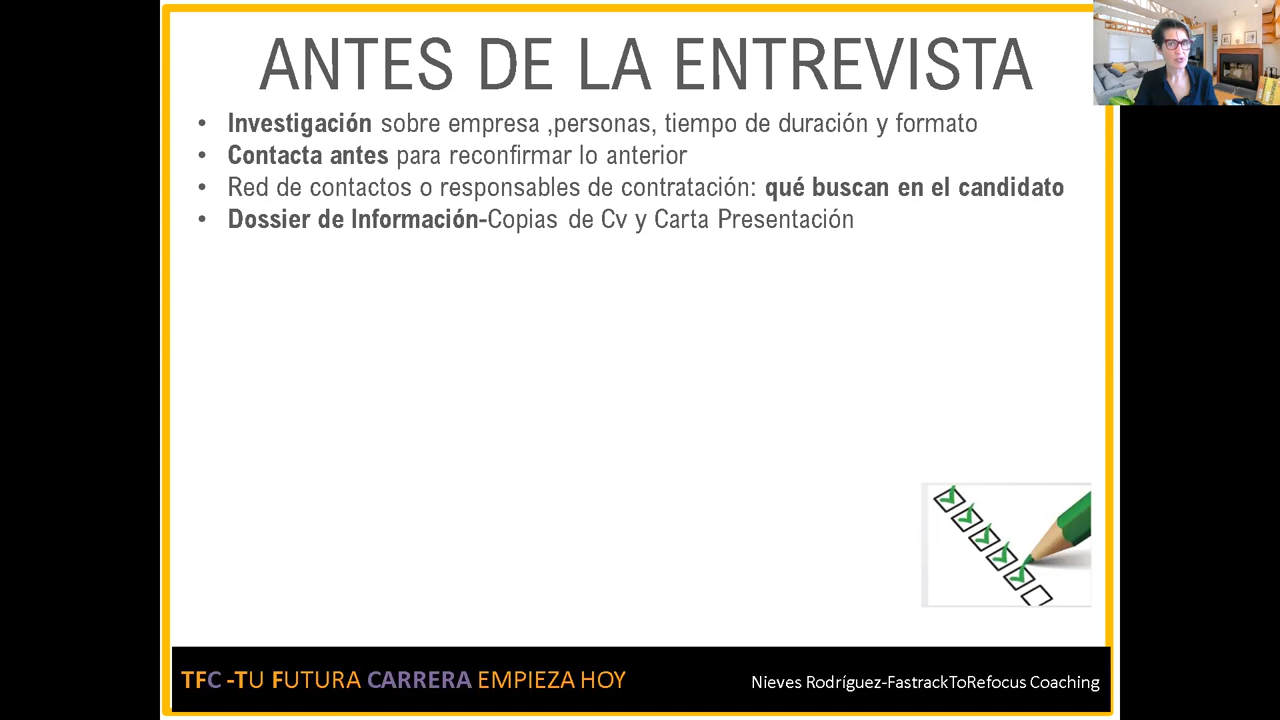 ANTES DE LA ENTREVISTA
• Investigación sobre empresa ,personas, tiempo de duración y formato
• Contacta antes para reconfirmar lo anterior
• Red de contactos o responsables de contratación: qué buscan en el candidato
• Dossier de Información-Copias de Cv y Carta Presentación
TFC -TU FUTURA CARRERA EMPIEZA HOY
Nieves Rodríguez-FastrackToRefocus Coaching